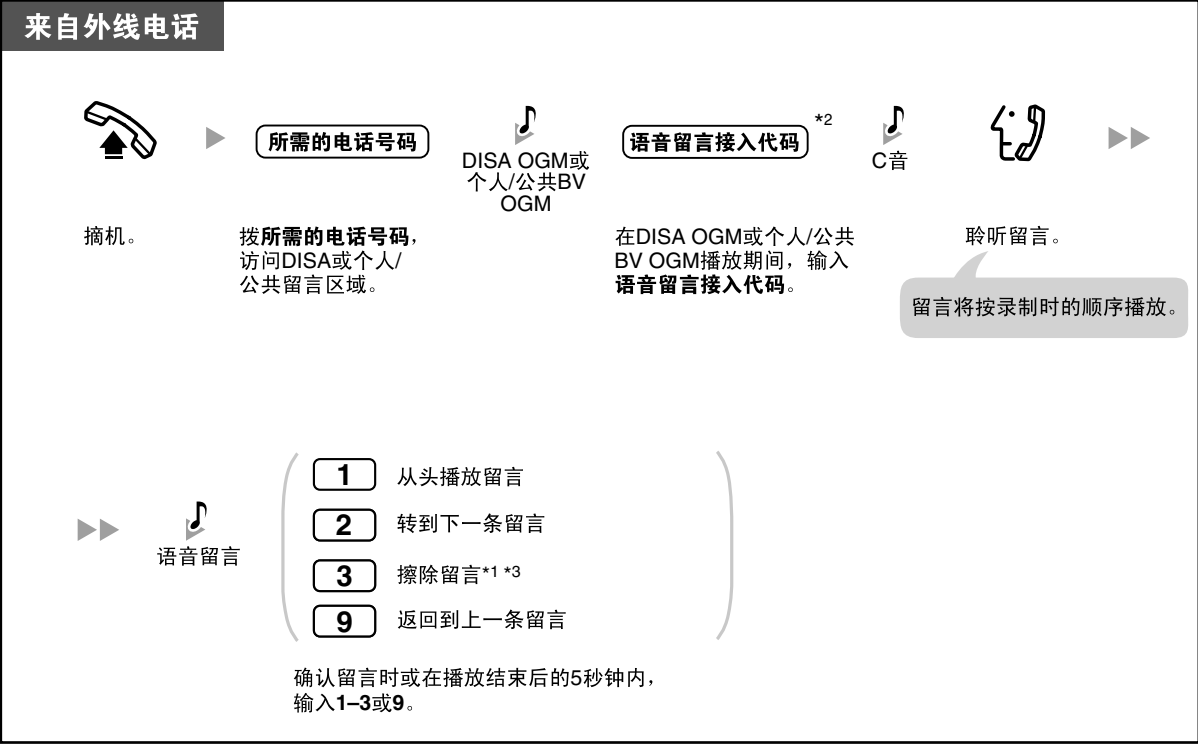 来自外线电话
所需的电话号码
DISA OGM或
个人/公共BV
OGM
语音留言接入代码
*2
C音
摘机。
拨所需的电话号码，
访问DISA或个人/
公共留言区域。
在DISA OGM或个人/公共
BV OGM播放期间，输入
语音留言接入代码。
聆听留言。
留言将按录制时的顺序播放。
语音留言
1 从头播放留言
2 转到下一条留言
3 擦除留言*1 *3
9 返回到上一条留言
确认留言时或在播放结束后的5秒钟内，
输入1–3或9。